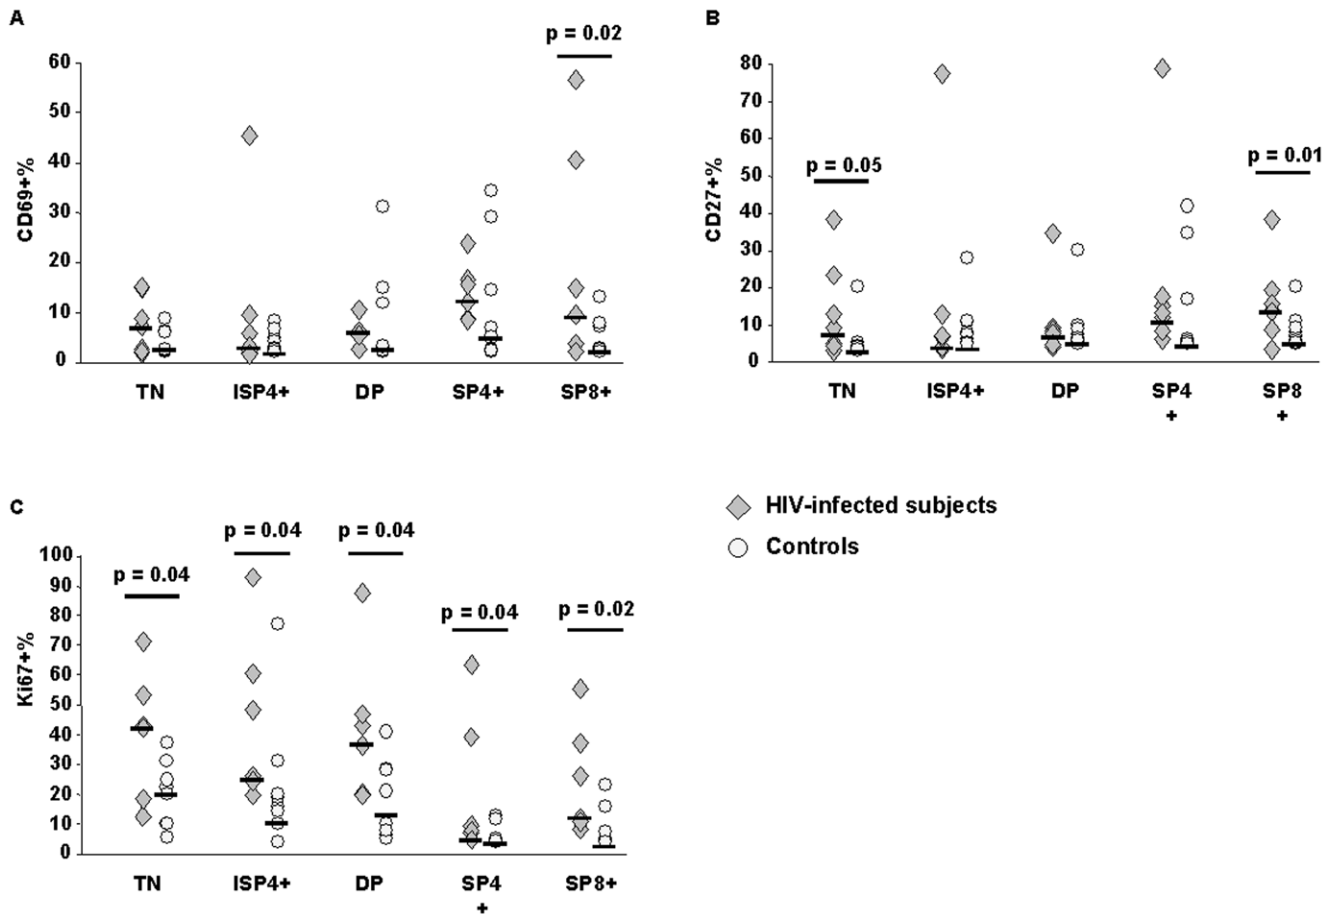 A
p = 0.02
60
50
40
30
20
10
0
CD69+%
TN ISP4+ DP SP4+ SP8+
B
80
70
60
50
40
30
20
10
0
CD27+%
p = 0.05
p = 0.01
TN ISP4+ DP SP4 SP8
+ +
C
p = 0.04 p = 0.04
p = 0.04
p = 0.04 p = 0.02
100
90
80
70
60
50
40
30
20
10
0
Ki67+%
TN ISP4+ DP SP4 SP8+
+
HIV-infected subjects
Controls